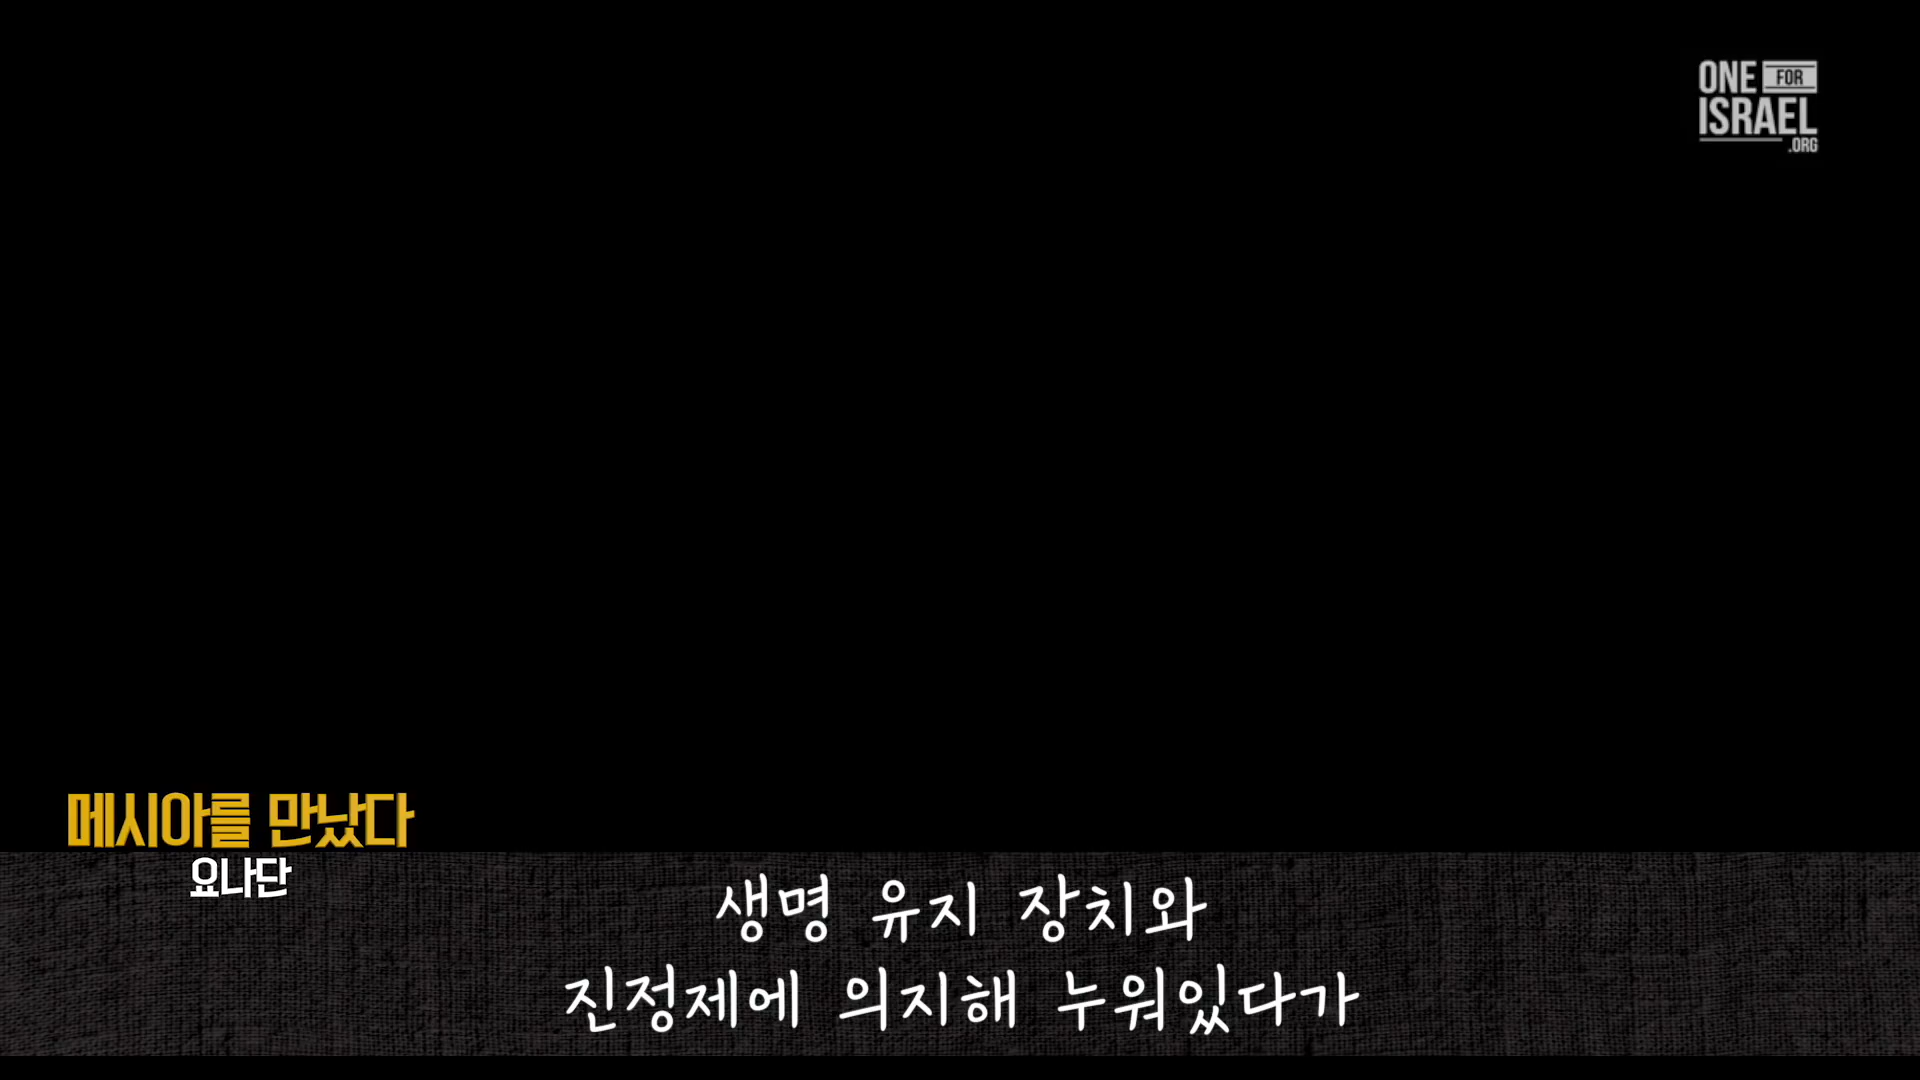 ONE FOR
ISRAEL
.ORG
메시아를 만났다
요나단
생명 유지 장치와
진정제에 의지해 누워있다가